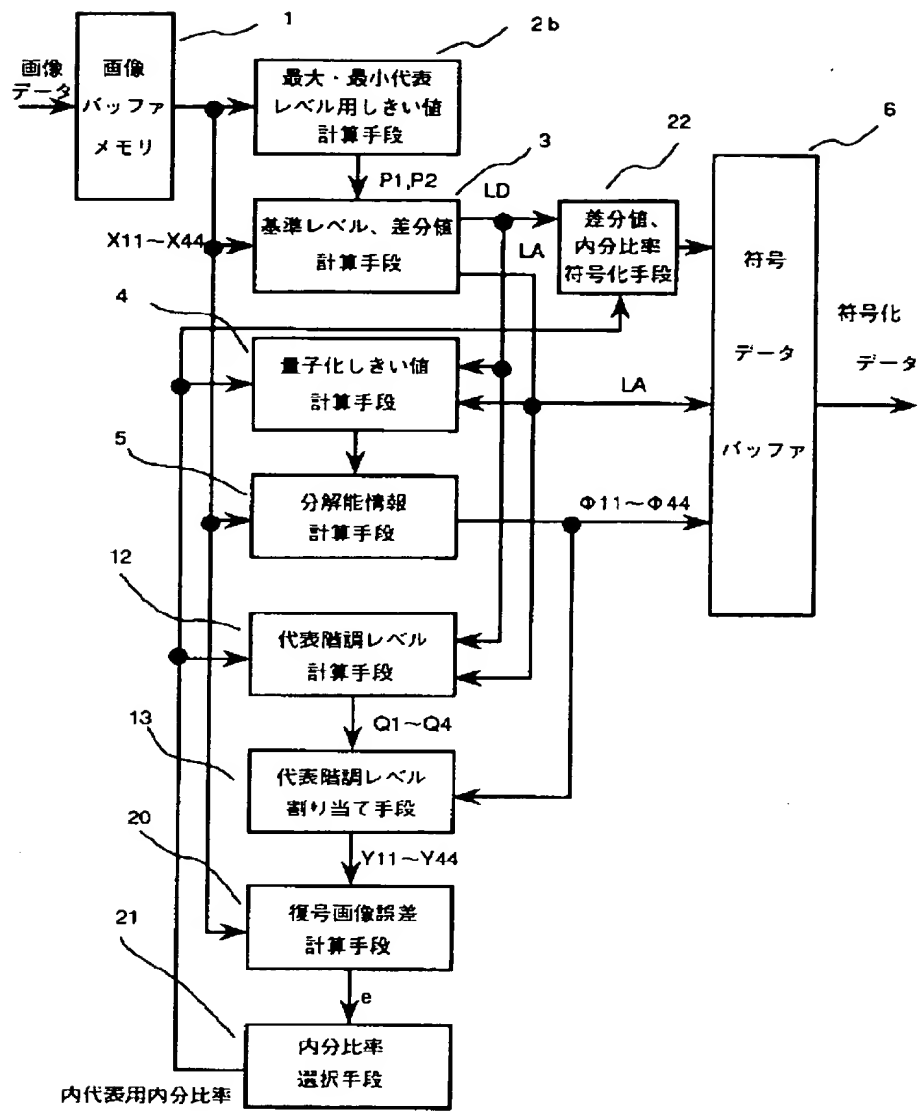 1
2b
画像
データ
画像
バッファ
メモリ
最大・最小代表
レベル用しきい値
計算手段
22
6
3
P1,P2
LD
LA
X11～X44
基準レベル、差分値
計算手段
差分値、
内分比率
符号化手段
符号
データ
バッファ
符号化
データ
4
量子化しきい値
計算手段
LA
5
分解能情報
計算手段
Φ11～Φ44
12
代表階調レベル
計算手段
Q1～Q4
13
代表階調レベル
割り当て手段
20
Y11～Y44
復号画像誤差
計算手段
21
e
内分比率
選択手段
内代表用内分比率